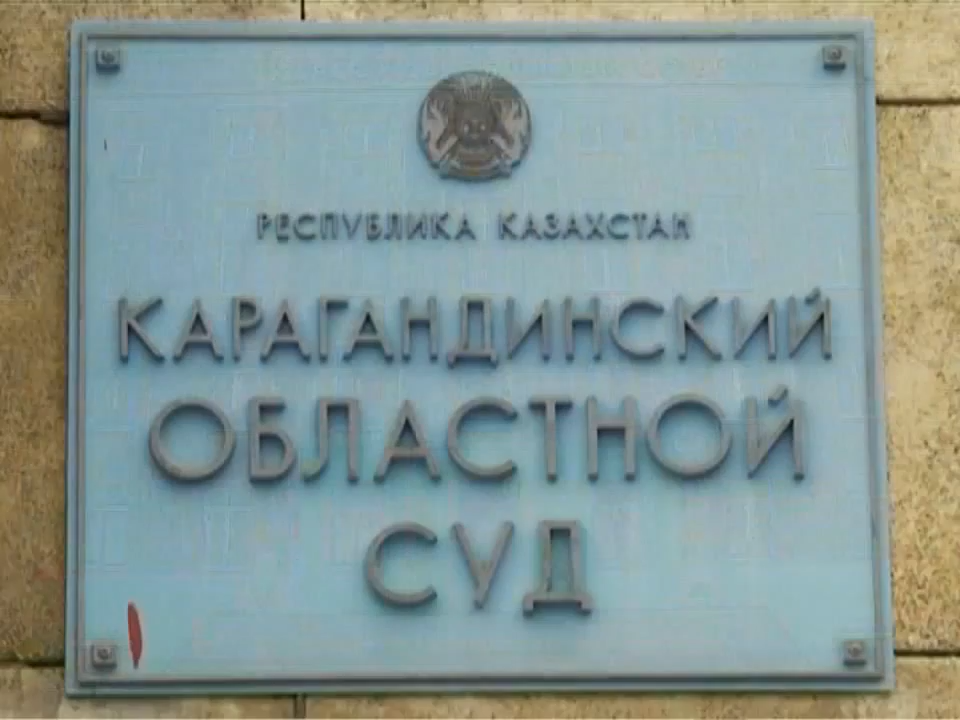 РЕСПУБЛИКА КАЗАХСТАН
КАРАГАНДИНСКИЙ
ОБЛАСТНОЙ
СУД